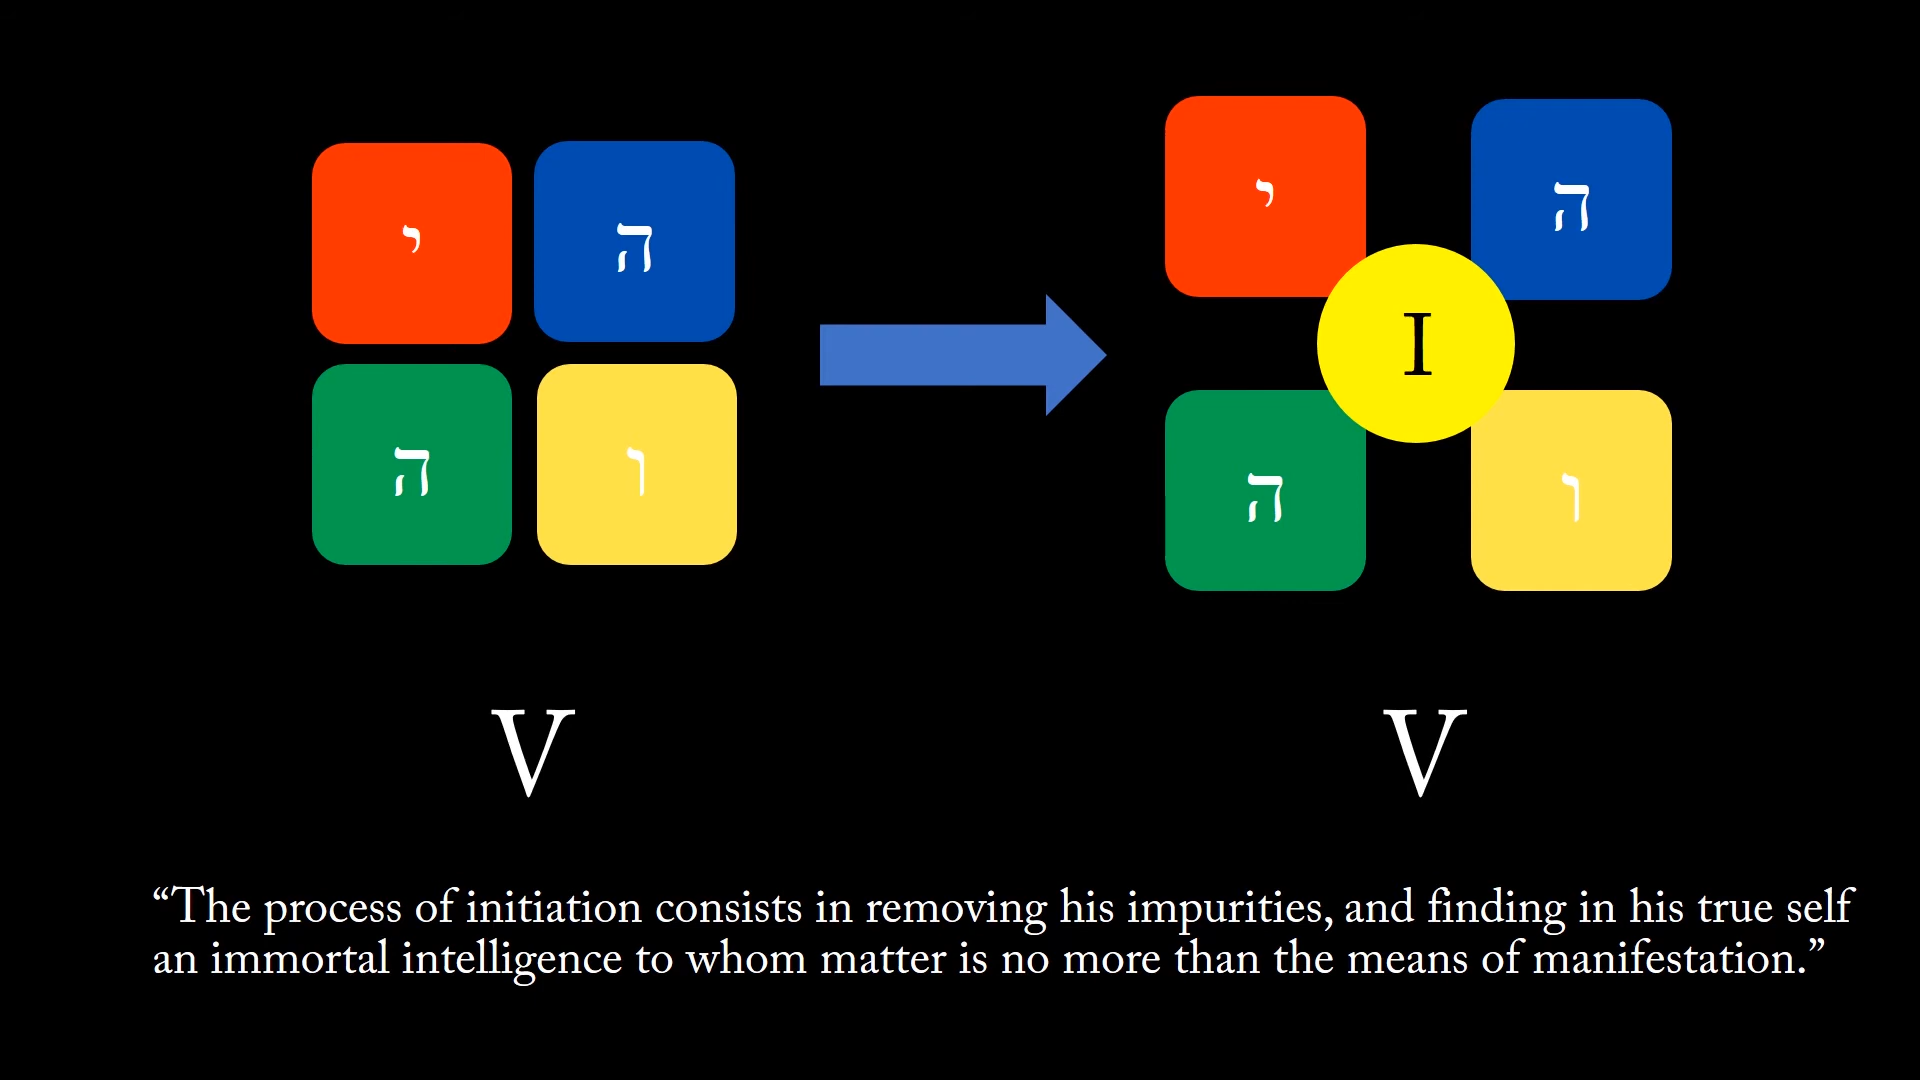 י
ה
ה
ו
י
ה
I
ה
ו
V
V
“The process of initiation consists in removing his impurities, and finding in his true self
an immortal intelligence to whom matter is no more than the means of manifestation.”